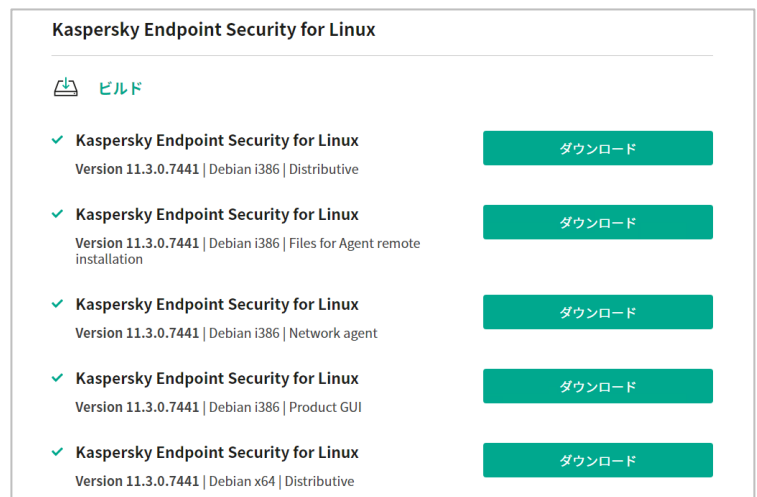 Kaspersky Endpoint Security for Linux
ビルド
Kaspersky Endpoint Security for Linux
ダウンロード
Version 11.3.0.7441 | Debian i386 | Distributive
Kaspersky Endpoint Security for Linux
ダウンロード
Version 11.3.0.7441 | Debian i386 | Files for Agent remote
installation
Kaspersky Endpoint Security for Linux
ダウンロード
Version 11.3.0.7441 | Debian i386 | Network agent
Kaspersky Endpoint Security for Linux
ダウンロード
Version 11.3.0.7441 | Debian i386 | Product GUI
Kaspersky Endpoint Security for Linux
ダウンロード
Version 11.3.0.7441 | Debian x64 | Distributive